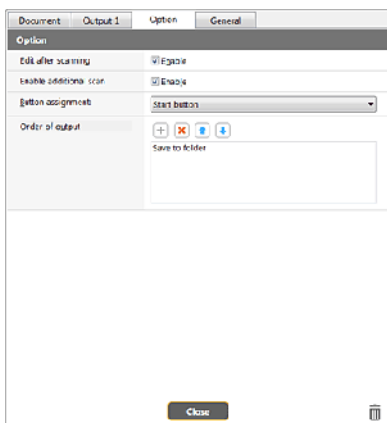 Document Output 1 Option General
Option
Edit after scanning Enable
Enable additional scan Enable
Button assignment: Start button
Order of output
Save to folder
Close